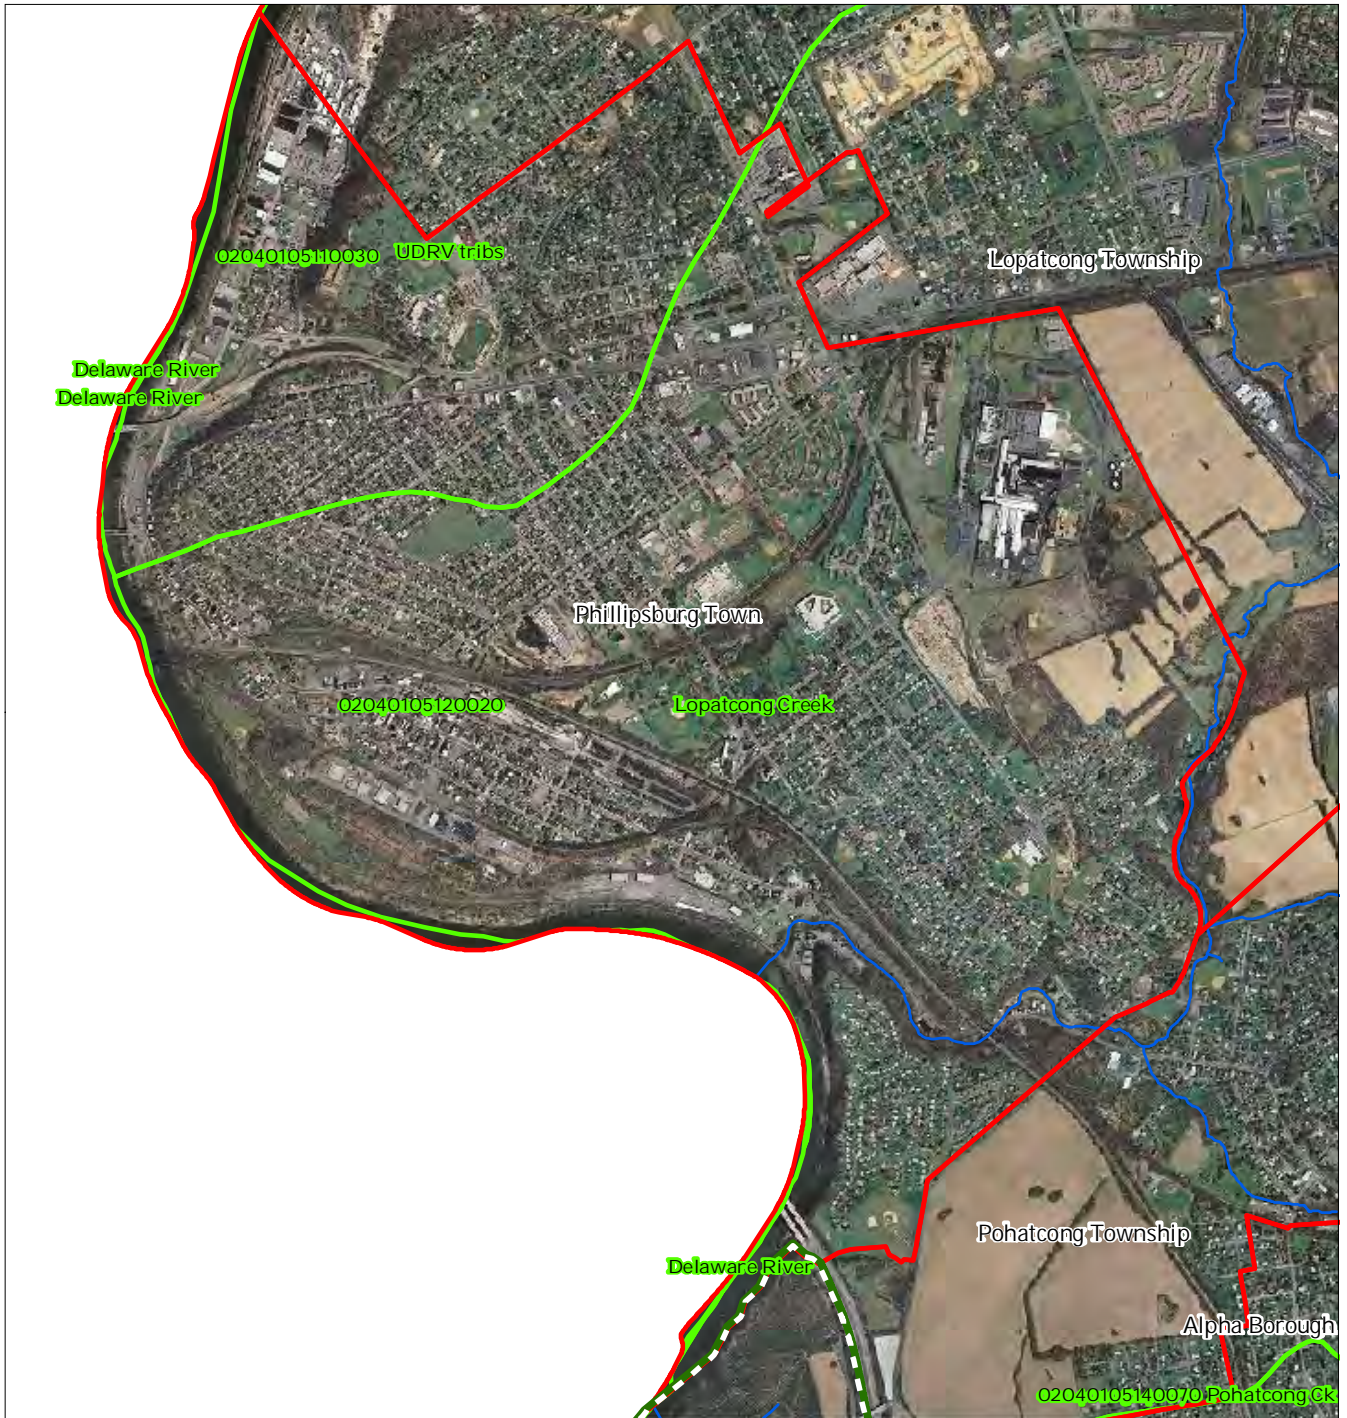 02040105110030 UDRV tribs
Lopatcong Township
Delaware River
Delaware River
Phillipsburg Town
02040105120020
Lopatcong Creek
Pohatcong Township
Delaware River
Alpha Borough
02040105140070 Pohatcong Ck